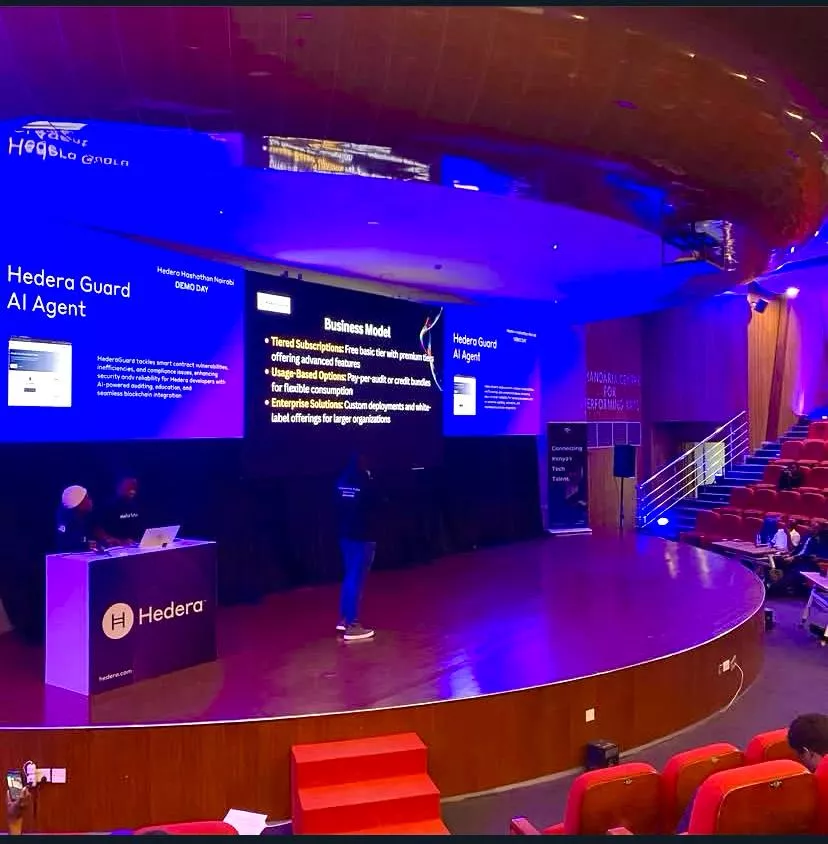 Hedera Guard
AI Agent
Hedera Hashathon Nairobi
DEMO DAY
HederaGuard tackles smart contract vulnerabilities,
inefficiencies, and compliance issues, enhancing
security and reliability for Hedera developers with
AI-powered auditing, education, and
seamless blockchain integration
Business Model
• Tiered Subscriptions: Free basic tier with premium tiers
offering advanced features
• Usage-Based Options: Pay-per-audit or credit bundles
for flexible consumption
• Enterprise Solutions: Custom deployments and white-
label offerings for larger organizations
Hedera Guard
AI Agent
MANDARIA CENTRE
FOR
PERFORMING ARTS
Connecting
Kenya's
Tech
Talent.
Hedera
hedera.com